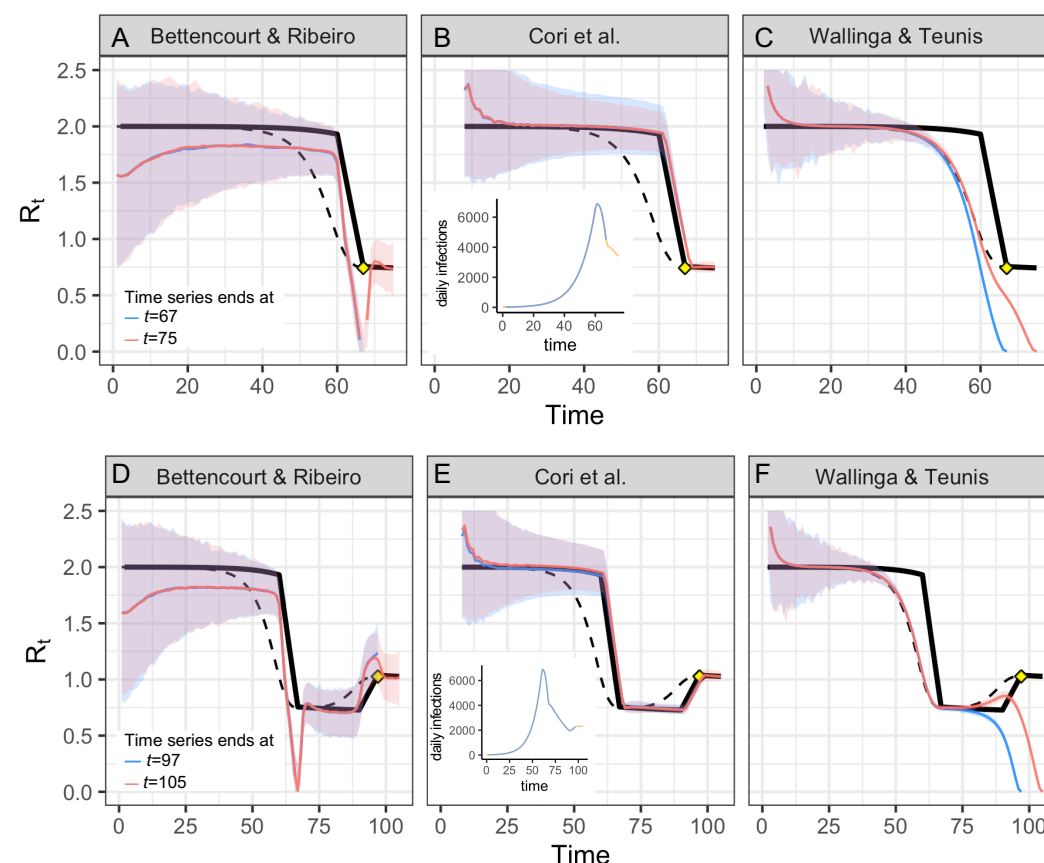 A Bettencourt & Ribeiro
B Cori et al.
C Wallinga & Teunis
2.5
2.0
1.5
1.0
0.5
0.0
R_t
Time series ends at
t=67
t=75
0 20 40 60
daily infections
6000
4000
2000
0
0 20 40 60
time
0 20 40 60
0 20 40 60
Time
D Bettencourt & Ribeiro
E Cori et al.
F Wallinga & Teunis
2.5
2.0
1.5
1.0
0.5
0.0
R_t
Time series ends at
t=97
t=105
0 25 50 75 100
daily infections
6000
4000
2000
0
0 25 50 75 100
time
0 25 50 75 100
0 25 50 75 100
Time